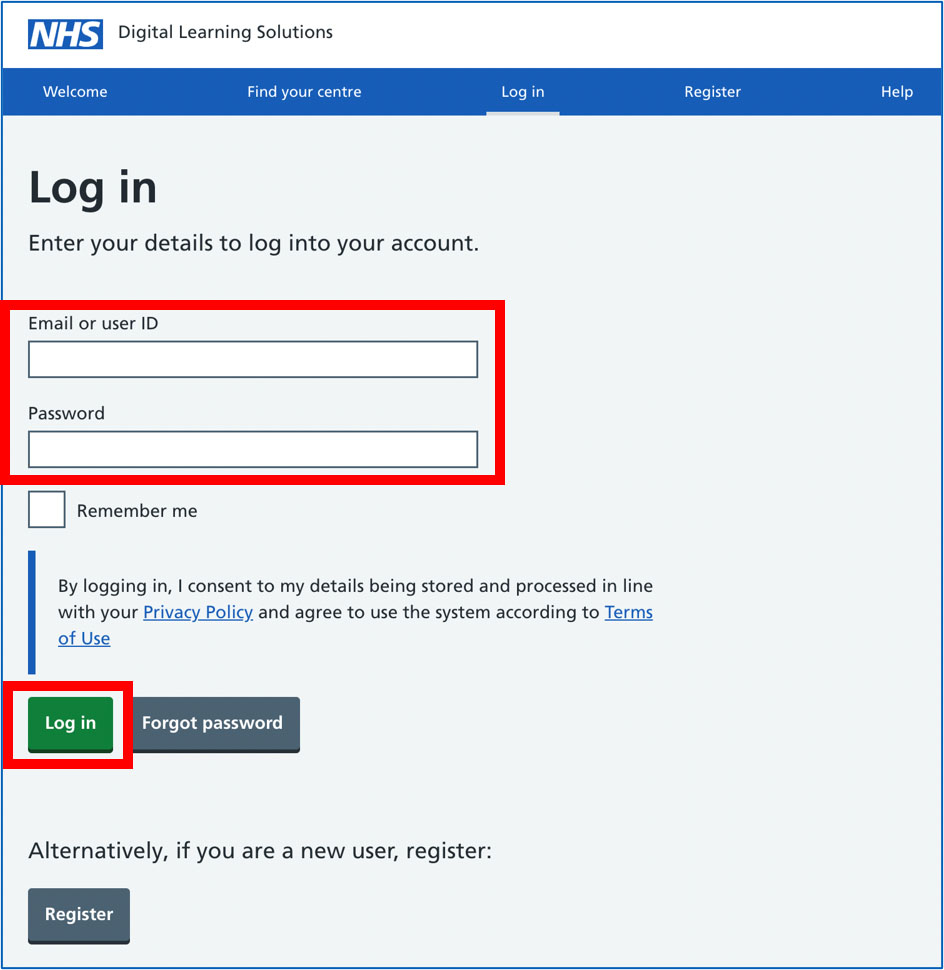 NHS Digital Learning Solutions
Welcome Find your centre Log in Register Help
Log in
Enter your details to log into your account.
Email or user ID
Password
Remember me
By logging in, I consent to my details being stored and processed in line
with your Privacy Policy and agree to use the system according to Terms
of Use
Log in Forgot password
Alternatively, if you are a new user, register:
Register